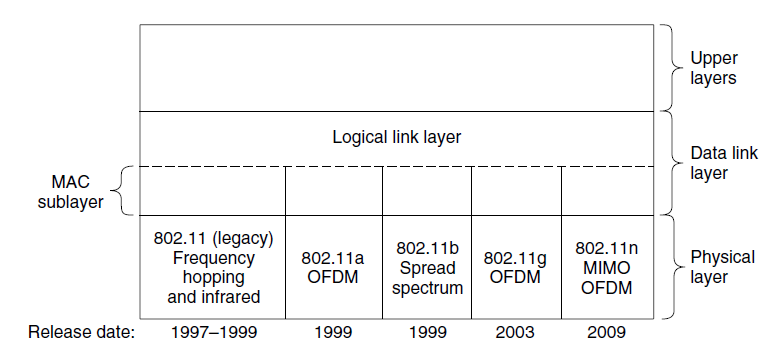 Upper
layers
Logical link layer
Data link
layer
MAC
sublayer
802.11 (legacy)
Frequency
hopping
and infrared
802.11a
OFDM
802.11b
Spread
spectrum
802.11g
OFDM
802.11n
MIMO
OFDM
Physical
layer
Release date: 1997–1999 1999 1999 2003 2009